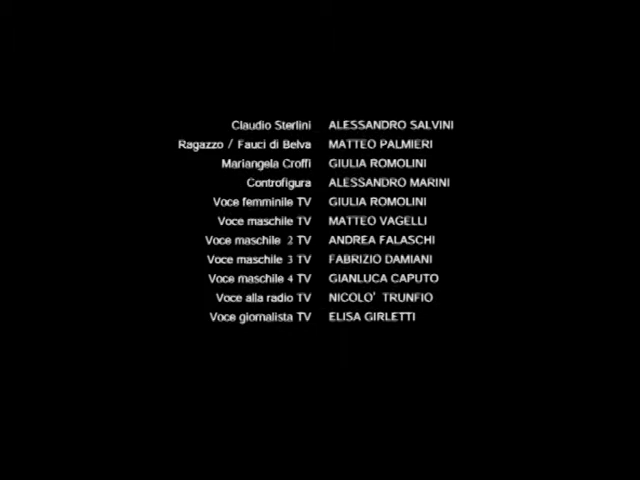 Claudio Sterlini ALESSANDRO SALVINI
Ragazzo / Fauci di Belva MATTEO PALMIERI
Mariangela Croffi GIULIA ROMOLINI
Controfigura ALESSANDRO MARINI
Voce femminile TV GIULIA ROMOLINI
Voce maschile TV MATTEO VAGELLI
Voce maschile 2 TV ANDREA FALASCHI
Voce maschile 3 TV FABRIZIO DAMIANI
Voce maschile 4 TV GIANLUCA CAPUTO
Voce alla radio TV NICOLO' TRUNFIO
Voce giornalista TV ELISA GIRLETTI